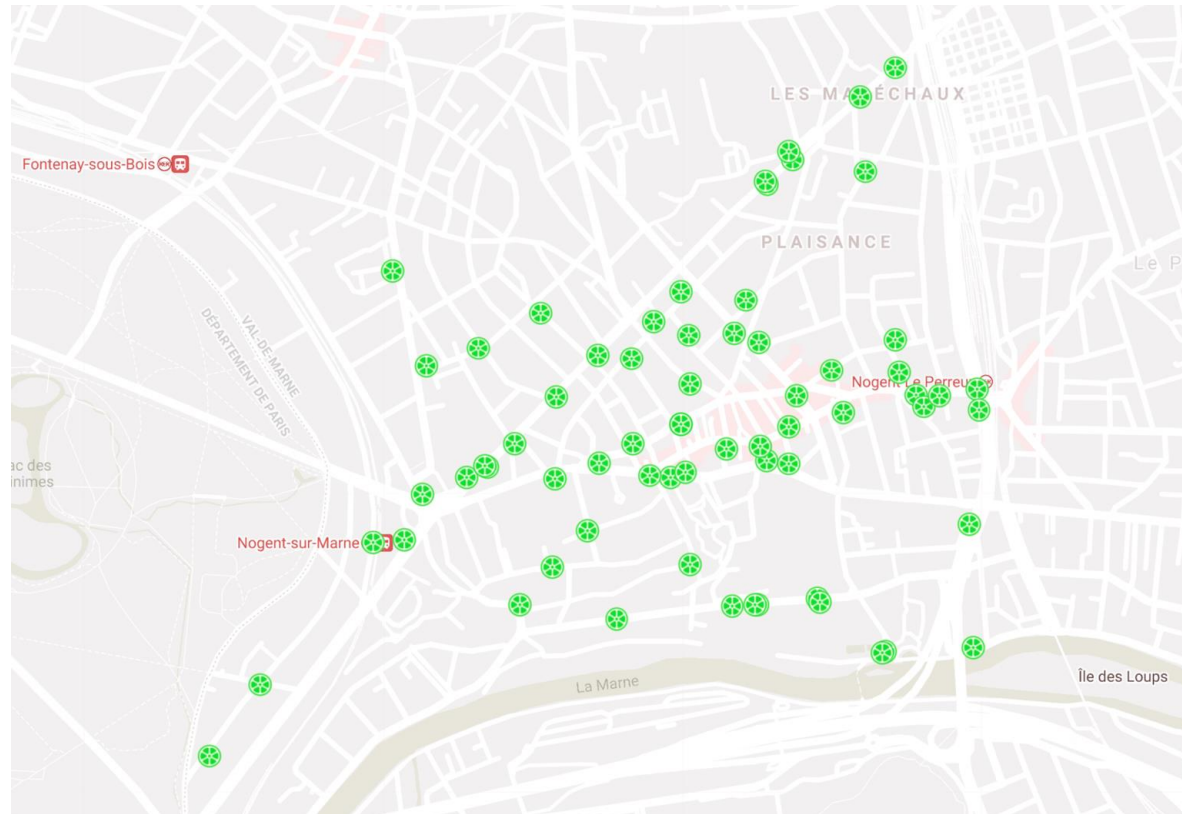 LES MARÉCHAUX
Fontenay-sous-Bois
PLAISANCE
Le P
VAL-DE-MARNE
DÉPARTEMENT DE PARIS
Nogent-Le Perreux
ac des
inimes
Nogent-sur-Marne
La Marne
Île des Loups